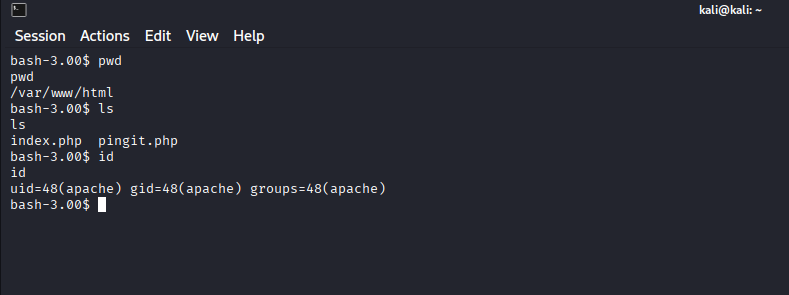 kali@kali: ~
Session Actions Edit View Help
bash-3.00$ pwd
pwd
/var/www/html
bash-3.00$ ls
ls
index.php  pingit.php
bash-3.00$ id
id
uid=48(apache) gid=48(apache) groups=48(apache)
bash-3.00$